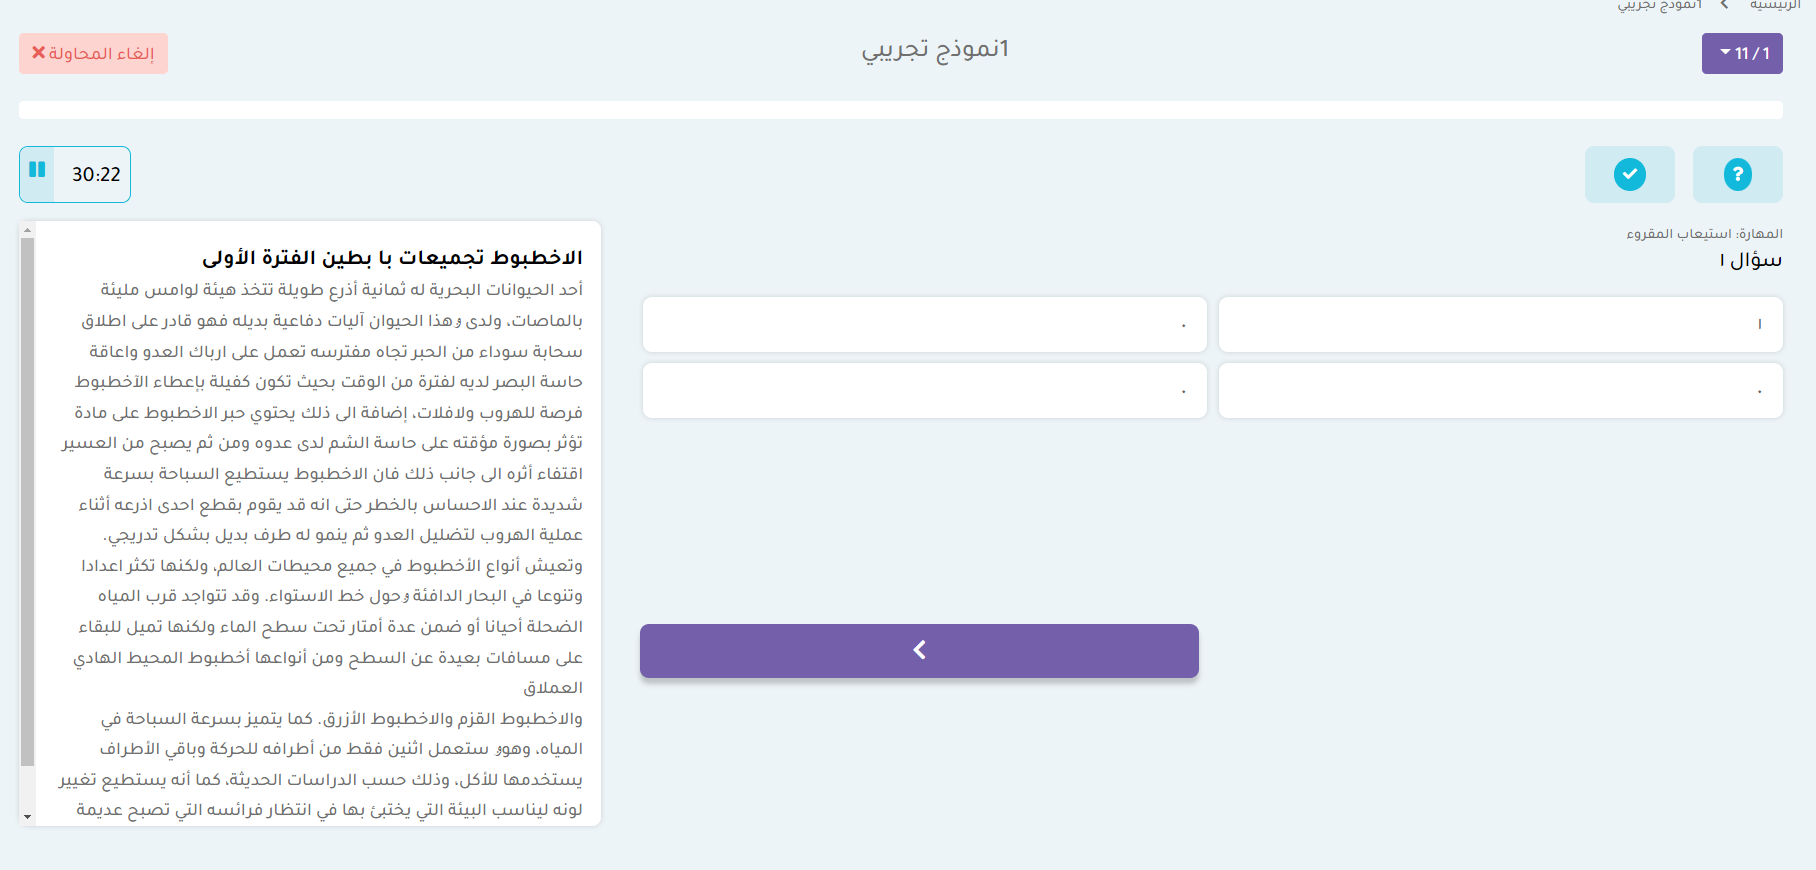 الرئيسية
1نموذج تجريبي
1 / 11
1نموذج تجريبي
إلغاء المحاولة
30:22
المهارة: استيعاب المقروء
سؤال ١
١
.
.
.
الاخطبوط تجميعات با بطين الفترة الأولى
أحد الحيوانات البحرية له ثمانية أذرع طويلة تتخذ هيئة لوامس مليئة
بالماصات، ولدى وهذا الحيوان آليات دفاعية بديله فهو قادر على اطلاق
سحابة سوداء من الحبر تجاه مفترسه تعمل على ارباك العدو واعاقة
حاسة البصر لديه لفترة من الوقت بحيث تكون كفيلة بإعطاء الآخطبوط
فرصة للهروب ولافلات، إضافة الى ذلك يحتوي حبر الاخطبوط على مادة
تؤثر بصورة مؤقته على حاسة الشم لدى عدوه ومن ثم يصبح من العسير
اقتفاء أثره الى جانب ذلك فان الاخطبوط يستطيع السباحة بسرعة
شديدة عند الاحساس بالخطر حتى انه قد يقوم بقطع احدى اذرعه أثناء
عملية الهروب لتضليل العدو ثم ينمو له طرف بديل بشكل تدريجي.
وتعيش أنواع الأخطبوط في جميع محيطات العالم، ولكنها تكثر اعدادا
وتنوعا في البحار الدافئة وحول خط الاستواء. وقد تتواجد قرب المياه
الضحلة أحيانا أو ضمن عدة أمتار تحت سطح الماء ولكنها تميل للبقاء
على مسافات بعيدة عن السطح ومن أنواعها أخطبوط المحيط الهادي
العملاق
والاخطبوط القزم والاخطبوط الأزرق. كما يتميز بسرعة السباحة في
المياه، وهوو ستعمل اثنين فقط من أطرافه للحركة وباقي الأطراف
يستخدمها للأكل، وذلك حسب الدراسات الحديثة، كما أنه يستطيع تغيير
لونه ليناسب البيئة التي يختبئ بها في انتظار فرائسه التي تصبح عديمة